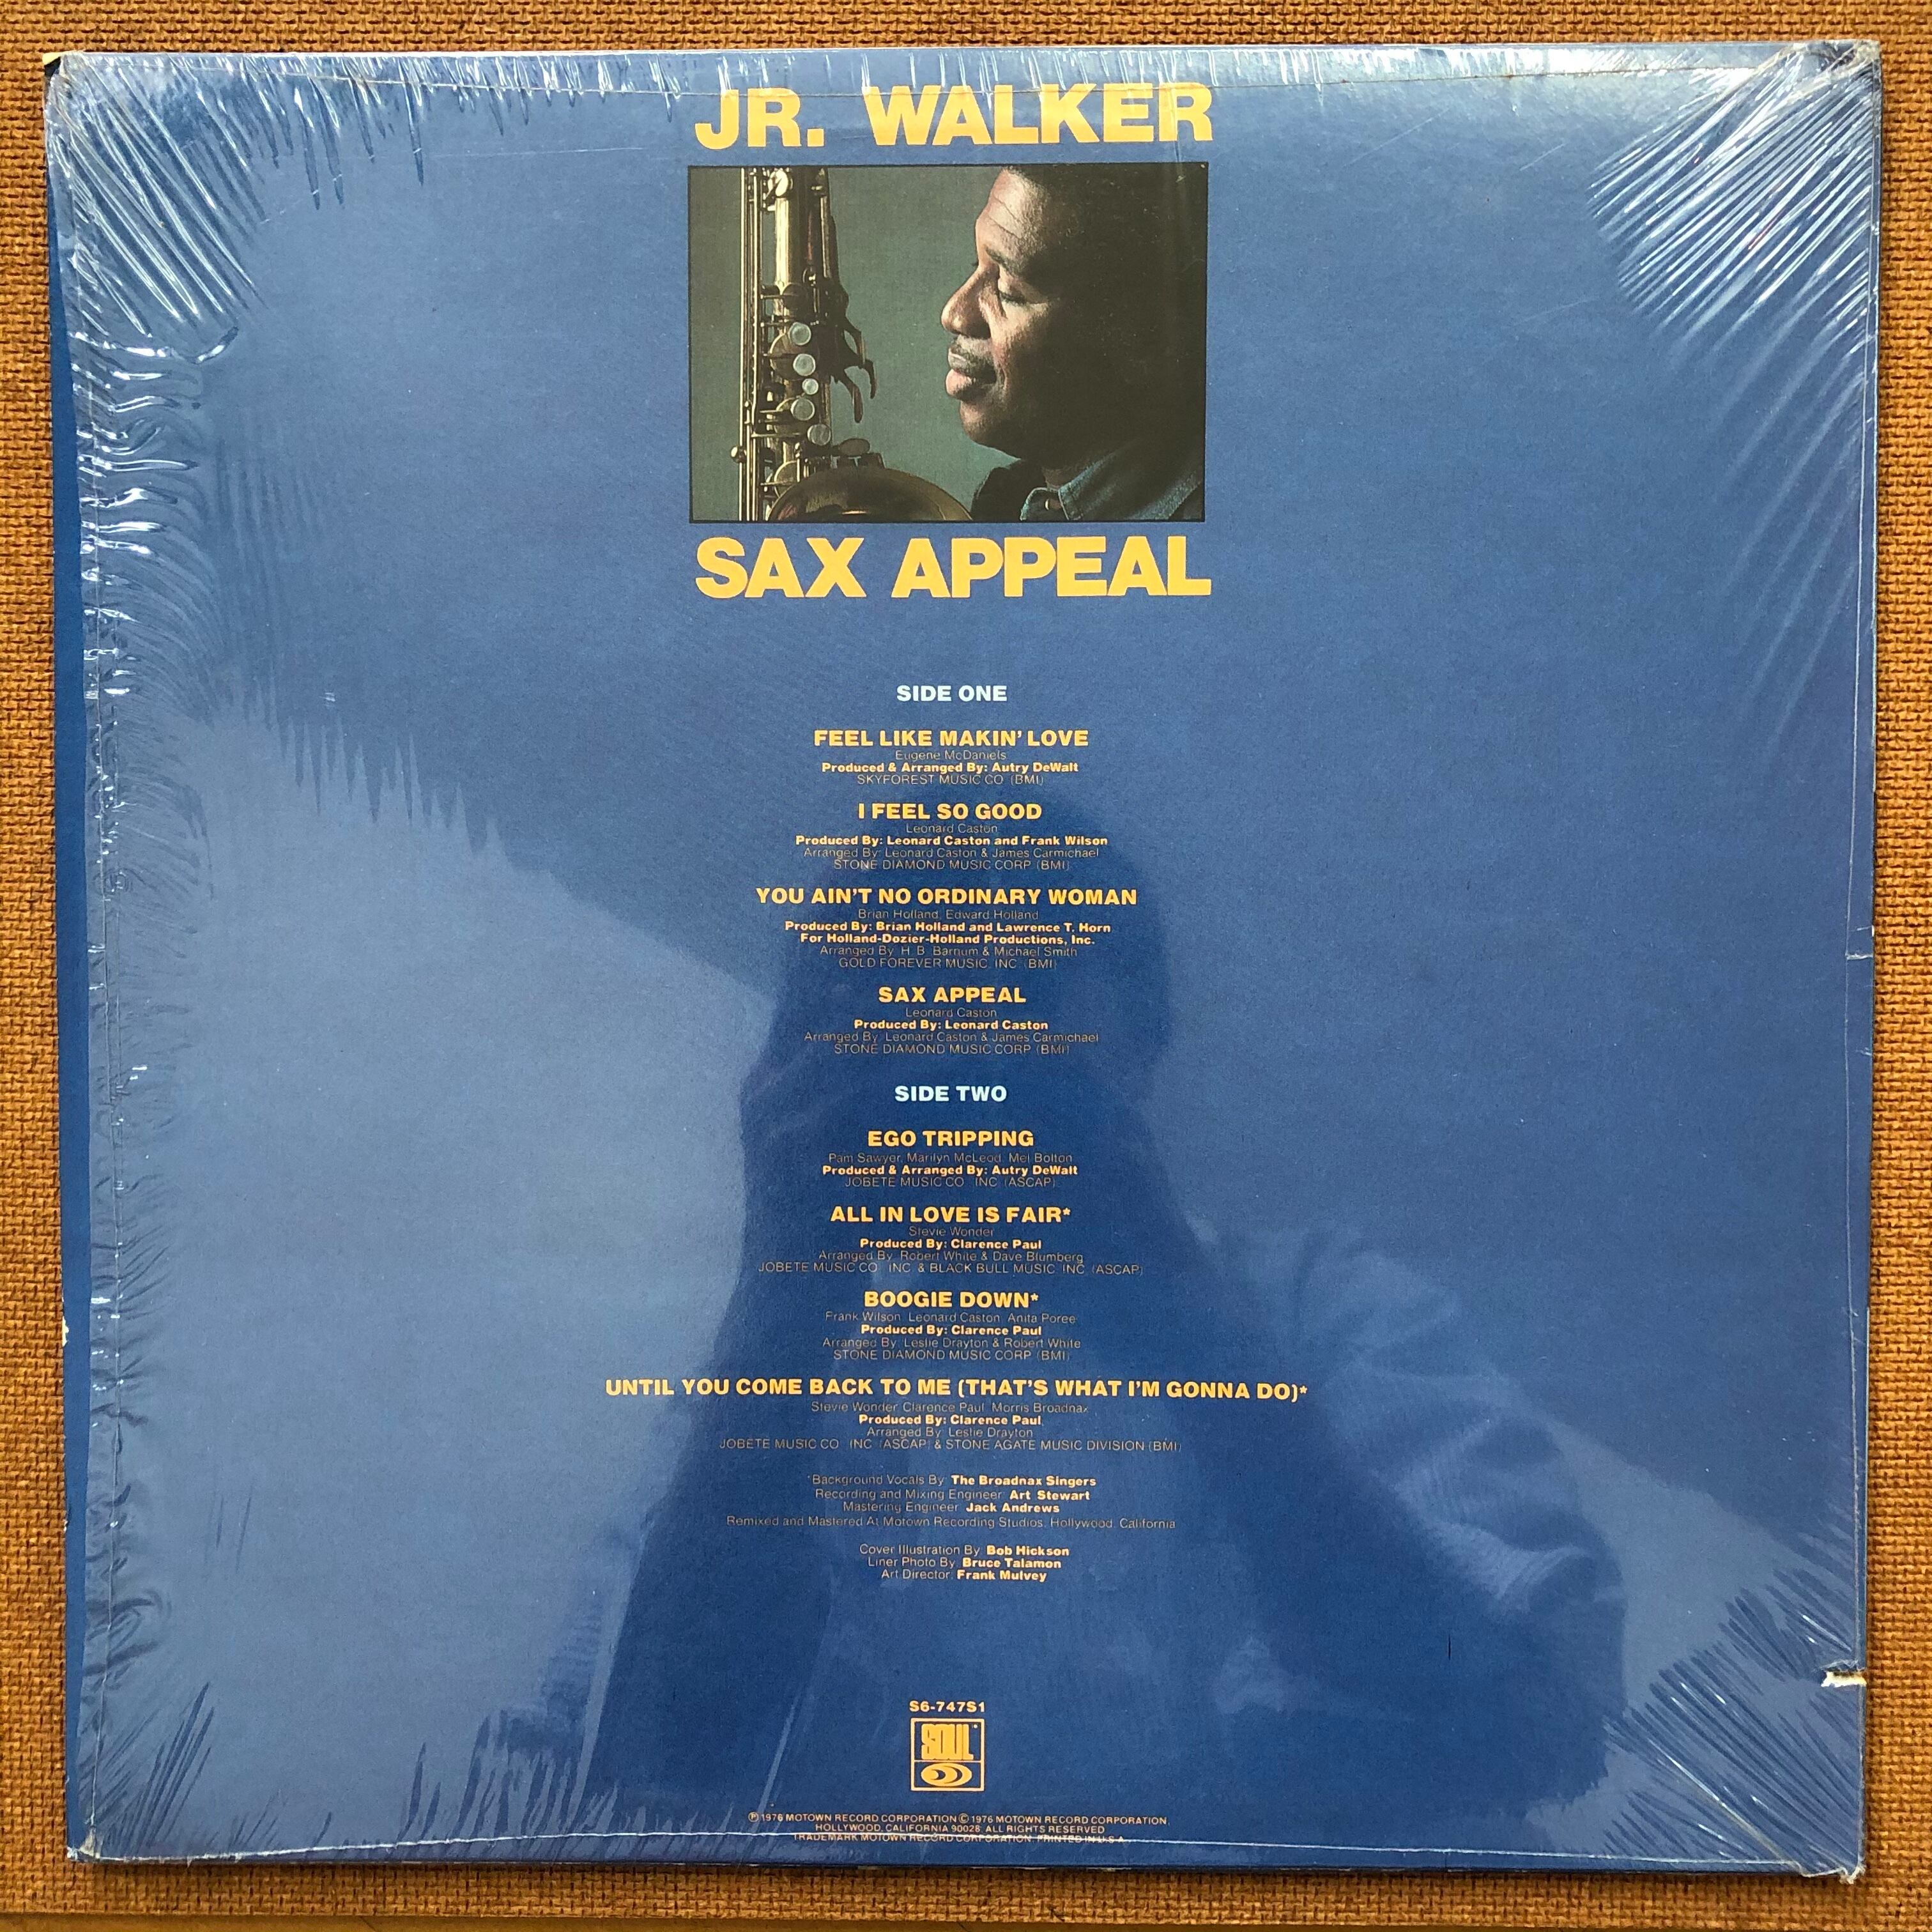 JR. WALKER
SAX APPEAL
SIDE ONE
FEEL LIKE MAKIN' LOVE
Eugene McDaniels
Produced & Arranged By: Autry DeWalt
SKYFOREST MUSIC CO. (BMI)
I FEEL SO GOOD
Leonard Caston
Produced By: Leonard Caston and Frank Wilson
Arranged By: Leonard Caston & James Carmichael
STONE DIAMOND MUSIC CORP. (BMI)
YOU AIN'T NO ORDINARY WOMAN
Brian Holland, Edward Holland
Produced By: Brian Holland and Lawrence T. Horn
For Holland-Dozier-Holland Productions, Inc.
Arranged By: H. B. Barnum & Michael Smith
GOLD FOREVER MUSIC, INC. (BMI)
SAX APPEAL
Leonard Caston
Produced By: Leonard Caston
Arranged By: Leonard Caston & James Carmichael
STONE DIAMOND MUSIC CORP. (BMI)
SIDE TWO
EGO TRIPPING
Pam Sawyer, Marilyn McLeod, Mel Bolton
Produced & Arranged By: Autry DeWalt
JOBETE MUSIC CO., INC. (ASCAP)
ALL IN LOVE IS FAIR*
Stevie Wonder
Produced By: Clarence Paul
Arranged By: Robert White & Dave Blumberg
JOBETE MUSIC CO., INC. & BLACK BULL MUSIC, INC. (ASCAP)
BOOGIE DOWN*
Frank Wilson, Leonard Caston, Anita Poree
Produced By: Clarence Paul
Arranged By: Leslie Drayton & Robert White
STONE DIAMOND MUSIC CORP. (BMI)
UNTIL YOU COME BACK TO ME (THAT'S WHAT I'M GONNA DO)*
Stevie Wonder, Clarence Paul, Morris Broadnax
Produced By: Clarence Paul
Arranged By: Leslie Drayton
JOBETE MUSIC CO., INC. (ASCAP) & STONE AGATE MUSIC DIVISION (BMI)
*Background Vocals By: The Broadnax Singers
Recording and Mixing Engineer: Art Stewart
Mastering Engineer: Jack Andrews
Remixed and Mastered At Motown Recording Studios, Hollywood, California
Cover Illustration By: Bob Hickson
Liner Photo By: Bruce Talamon
Art Director: Frank Mulvey
S6-747S1
SOUL
℗ 1976 MOTOWN RECORD CORPORATION © 1976 MOTOWN RECORD CORPORATION
HOLLYWOOD, CALIFORNIA 90028 ALL RIGHTS RESERVED
TRADEMARK MOTOWN RECORD CORPORATION. PRINTED IN U.S.A.